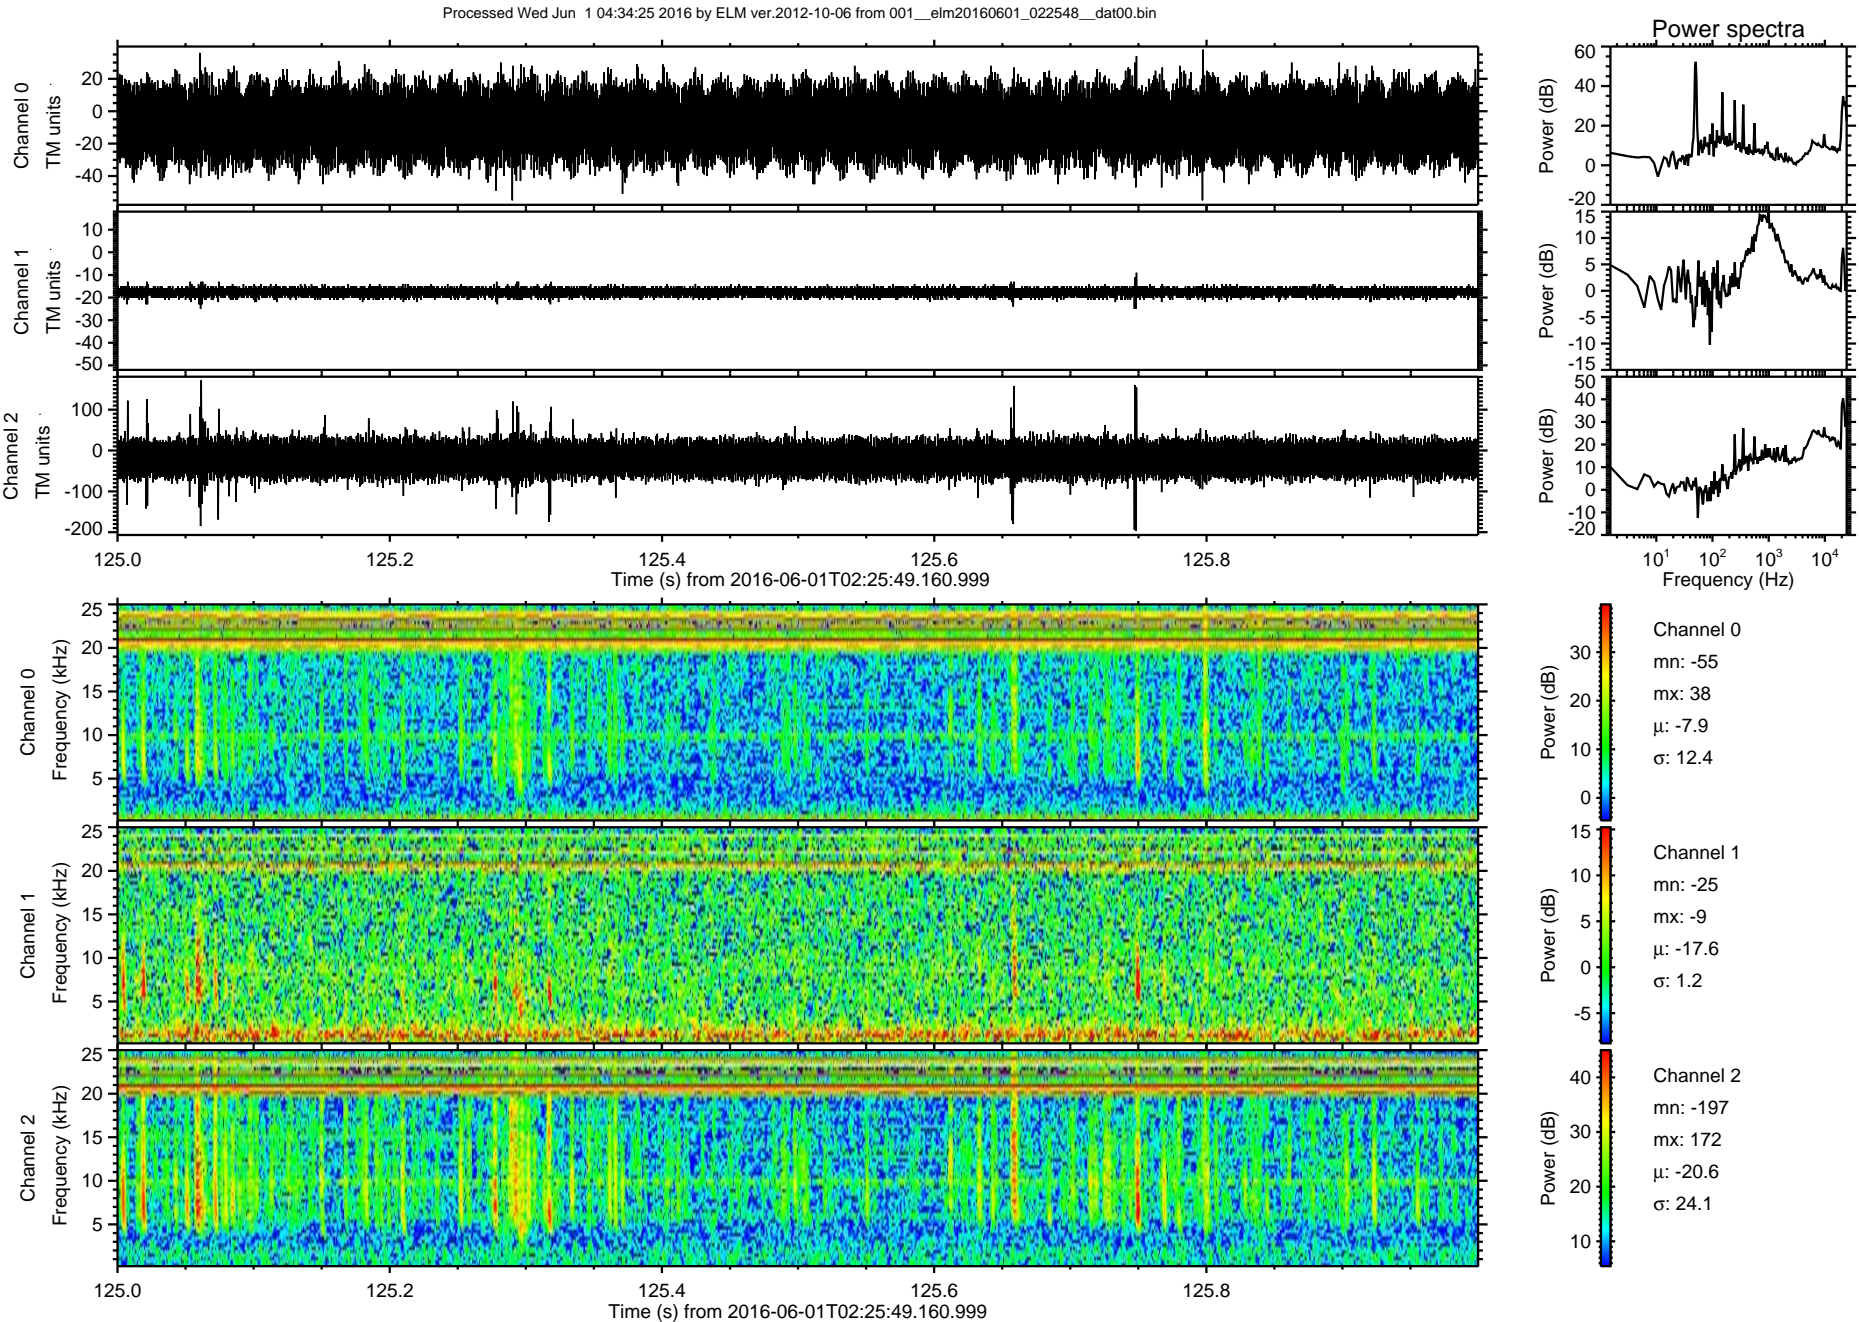 Processed Wed Jun  1 04:34:25 2016 by ELM ver.2012-10-06 from 001__elm20160601_022548__dat00.bin
Power spectra
Channel 0
TM units
20
0
-20
-40
Power (dB)
60
40
20
0
-20
Channel 1
TM units
10
0
-10
-20
-30
-40
-50
Power (dB)
15
10
5
0
-5
-10
-15
Channel 2
TM units
100
0
-100
-200
Power (dB)
50
40
30
20
10
0
-10
-20
125.0 125.2 125.4 125.6 125.8
Time (s) from 2016-06-01T02:25:49.160.999
10¹ 10² 10³ 10⁴
Frequency (Hz)
Channel 0
Frequency (kHz)
25
20
15
10
5
Power (dB)
30
20
10
0
Channel 0
mn: -55
mx: 38
μ: -7.9
σ: 12.4
Channel 1
Frequency (kHz)
25
20
15
10
5
Power (dB)
15
10
5
0
-5
Channel 1
mn: -25
mx: -9
μ: -17.6
σ: 1.2
Channel 2
Frequency (kHz)
25
20
15
10
5
Power (dB)
40
30
20
10
Channel 2
mn: -197
mx: 172
μ: -20.6
σ: 24.1
125.0 125.2 125.4 125.6 125.8
Time (s) from 2016-06-01T02:25:49.160.999